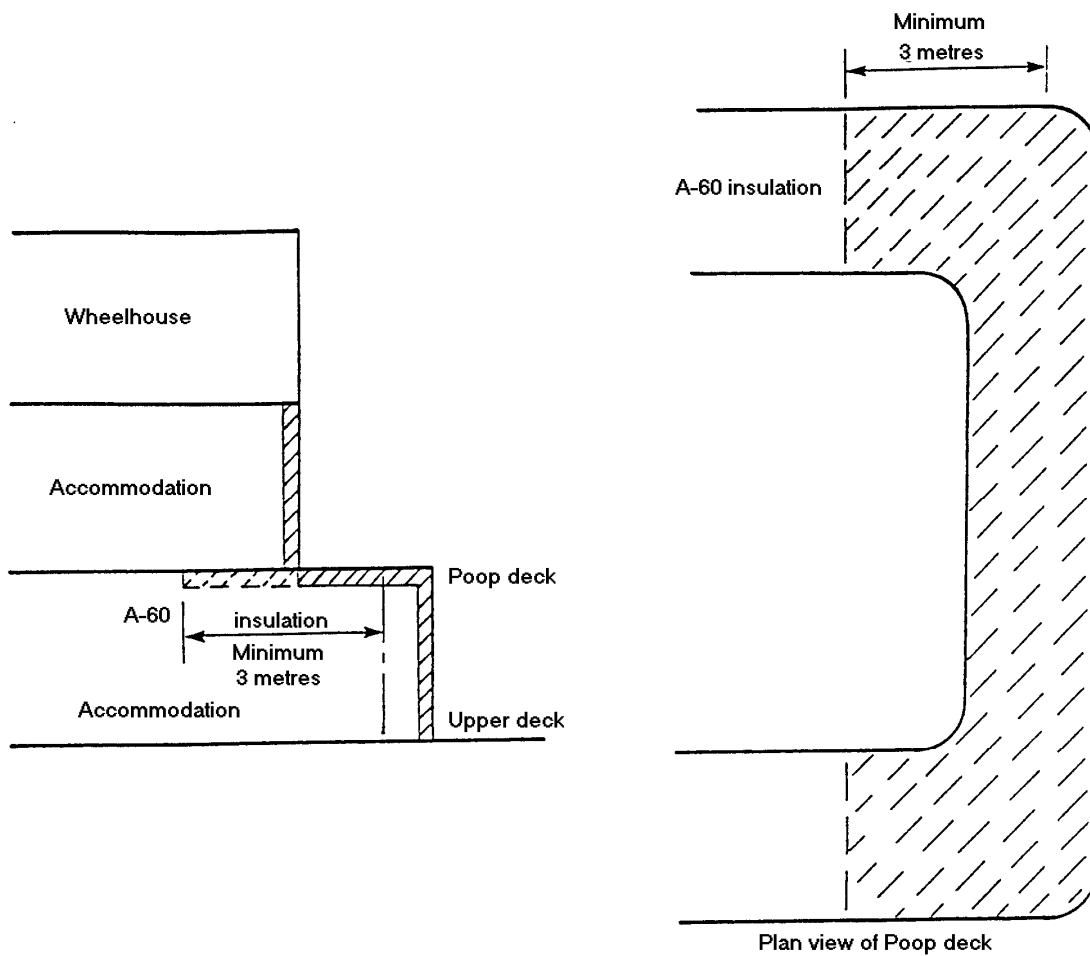 Minimum
3 metres
A-60 insulation
Wheelhouse
Accommodation
Poop deck
A-60
insulation
Minimum
3 metres
Accommodation
Upper deck
Plan view of Poop deck